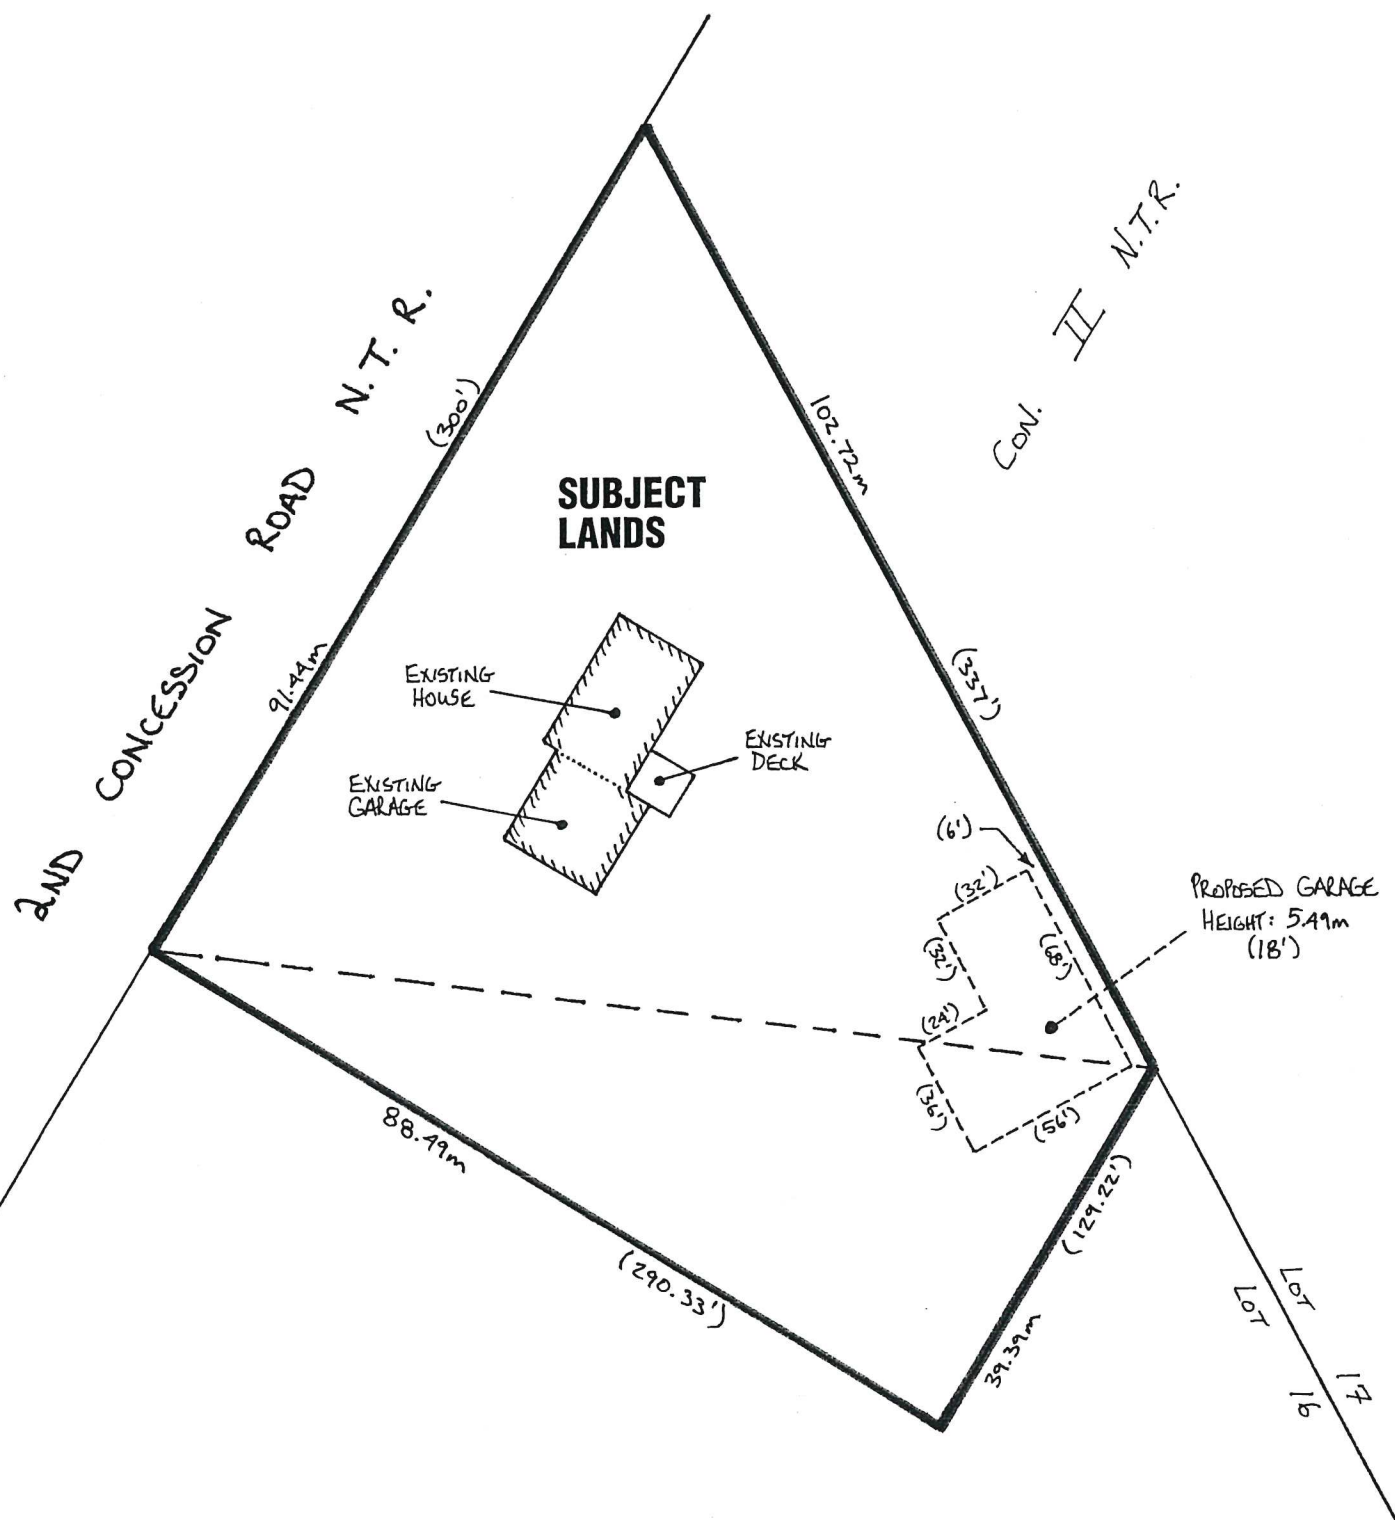 2ND CONCESSION ROAD N.T.R.
CON. II N.T.R.
(300')
91.44m
102.72m
(337')
SUBJECT
LANDS
EXISTING
HOUSE
EXISTING
DECK
EXISTING
GARAGE
(6')
(32')
(32')
(68')
(24')
(36')
(56')
PROPOSED GARAGE
HEIGHT: 5.49m
(18')
88.49m
(290.33')
(129.22')
39.39m
LOT 17
LOT 16